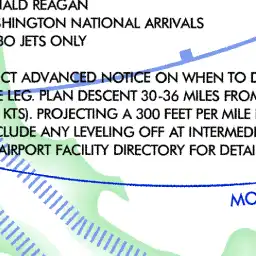 NALD REAGAN
SHINGTON NATIONAL ARRIVALS
BO JETS ONLY
CT ADVANCED NOTICE ON WHEN TO D
E LEG. PLAN DESCENT 30-36 MILES FROM
KTS). PROJECTING A 300 FEET PER MILE
CLUDE ANY LEVELING OFF AT INTERMEDI
AIRPORT FACILITY DIRECTORY FOR DETAI
MO